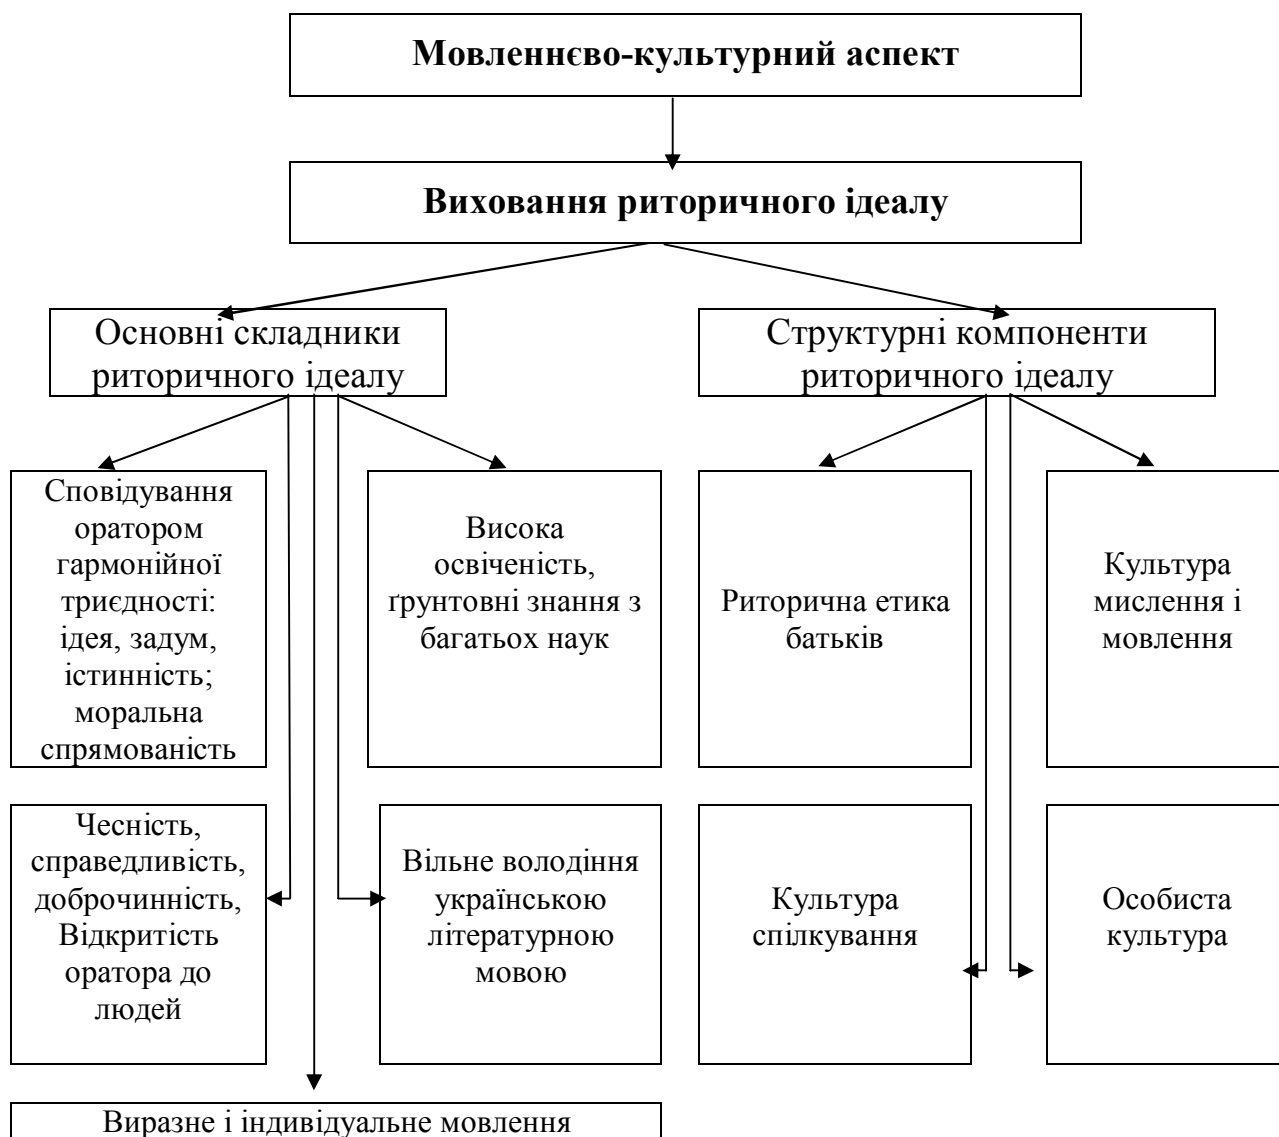 Мовленнєво-культурний аспект
Виховання риторичного ідеалу
Основні складники
риторичного ідеалу
Структурні компоненти
риторичного ідеалу
Сповідування
оратором
гармонійної
триєдності:
ідея, задум,
істинність;
моральна
спрямованість
Висока
освіченість,
ґрунтовні знання з
багатьох наук
Риторична етика
батьків
Культура
мислення і
мовлення
Чесність,
справедливість,
доброчинність,
Відкритість
оратора до
людей
Вільне володіння
українською
літературною
мовою
Культура
спілкування
Особиста
культура
Виразне і індивідуальне мовлення